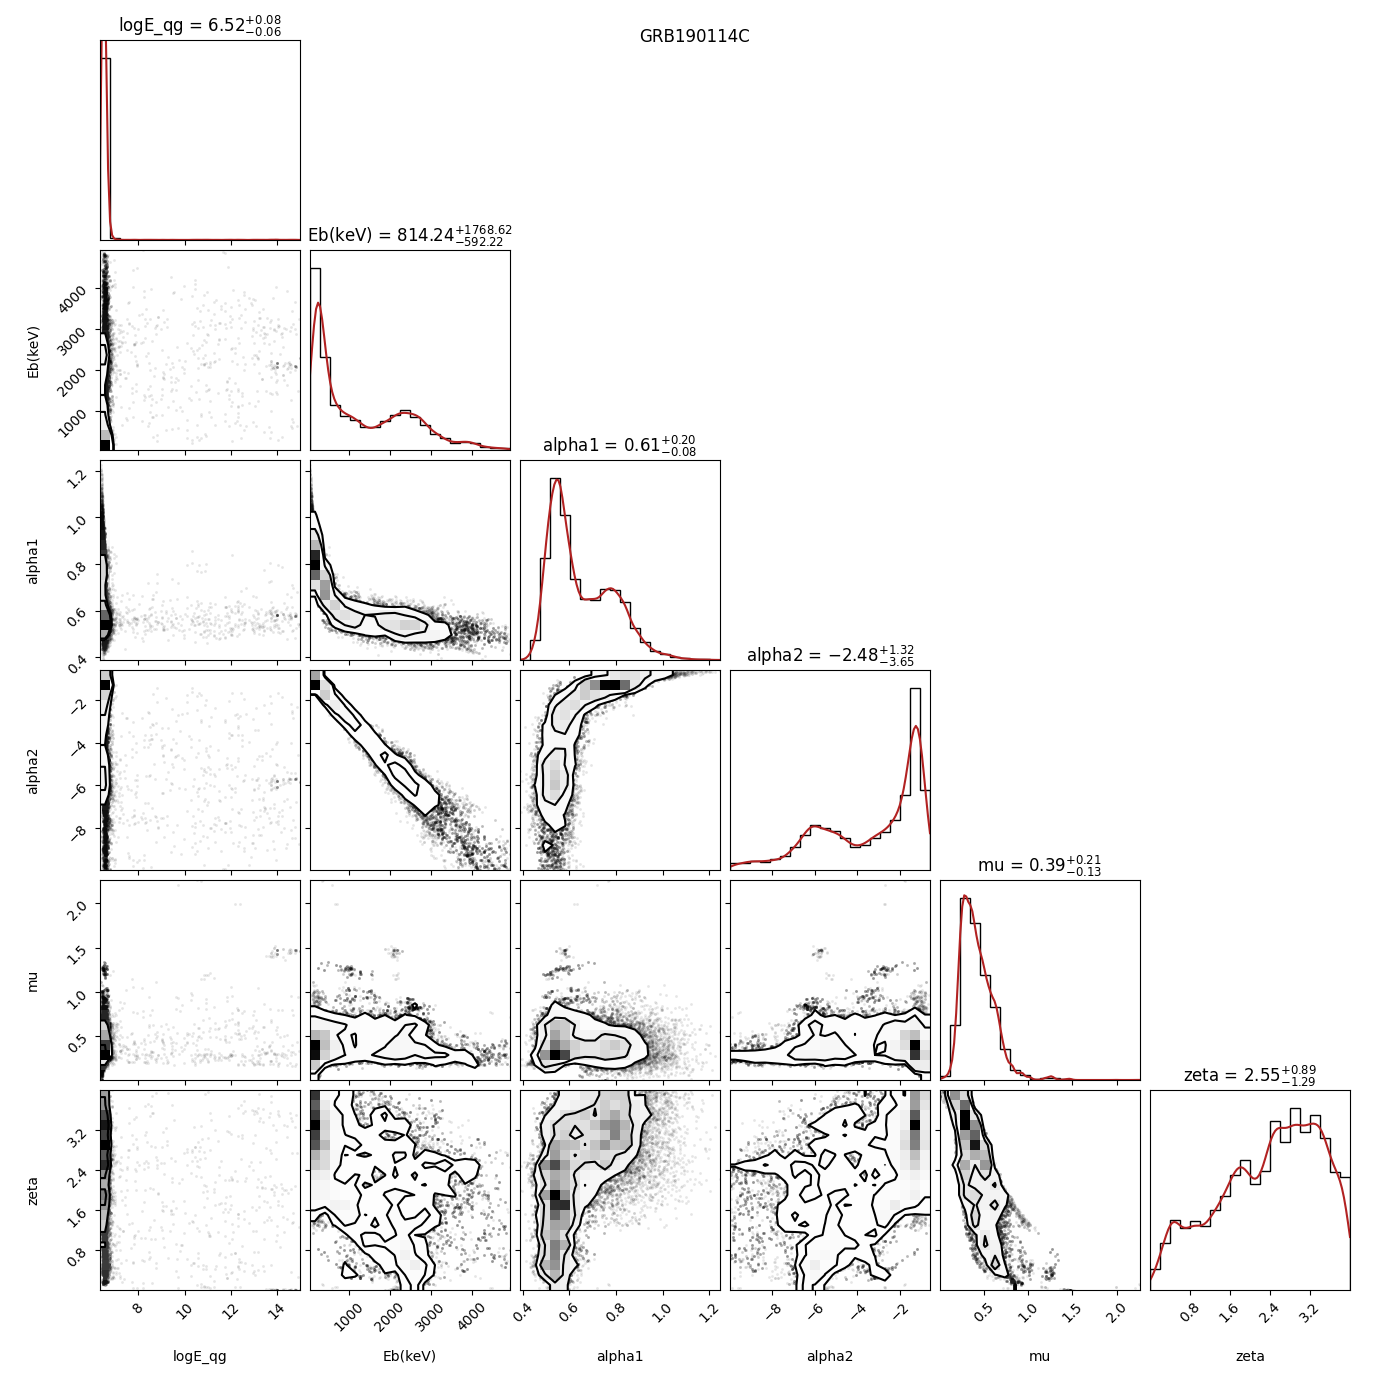 logE_qg = 6.52+0.08 −0.06
GRB190114C
Eb(keV) = 814.24+1768.62 −592.22
4000
3000
2000
1000
Eb(keV)
alpha1 = 0.61+0.20 −0.08
1.2
1.0
0.8
0.6
0.4
alpha1
alpha2 = −2.48+1.32 −3.65
−2
−4
−6
−8
alpha2
mu = 0.39+0.21 −0.13
2.0
1.5
1.0
0.5
mu
zeta = 2.55+0.89 −1.29
3.2
2.4
1.6
0.8
zeta
8 10 12 14
1000 2000 3000 4000
0.4 0.6 0.8 1.0 1.2
−8 −6 −4 −2
0.5 1.0 1.5 2.0
0.8 1.6 2.4 3.2
logE_qg Eb(keV) alpha1 alpha2 mu zeta